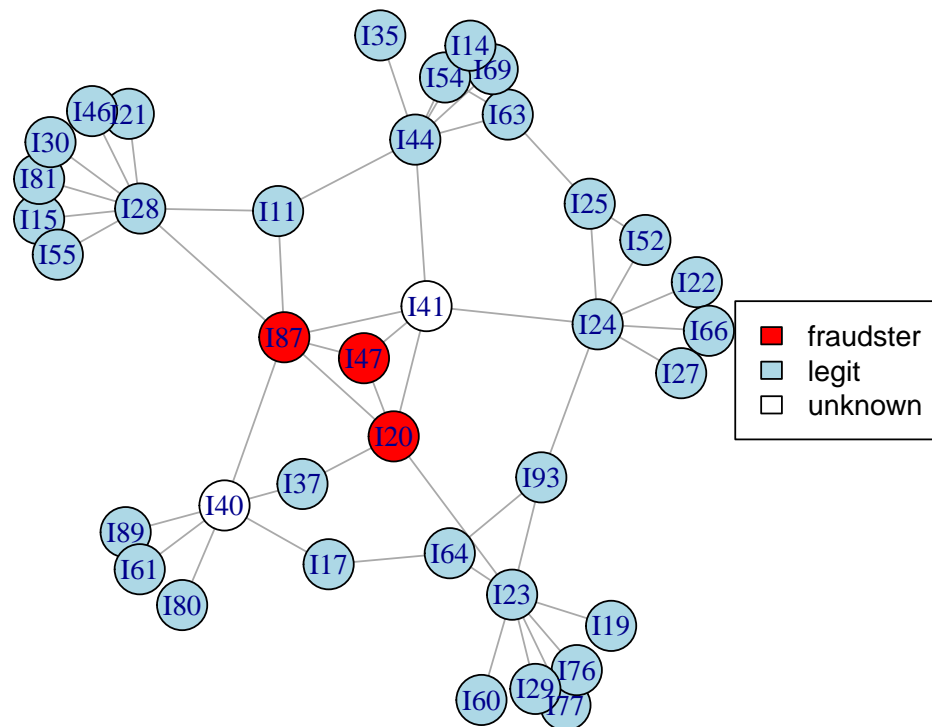 I35
I14
I54
I69
I46
I21
I63
I44
I30
I81
I15
I28
I11
I25
I55
I52
I22
I41
I24
I66
I87
I47
I27
fraudster
legit
unknown
I20
I37
I93
I40
I89
I64
I61
I17
I80
I23
I19
I76
I29
I60
I77